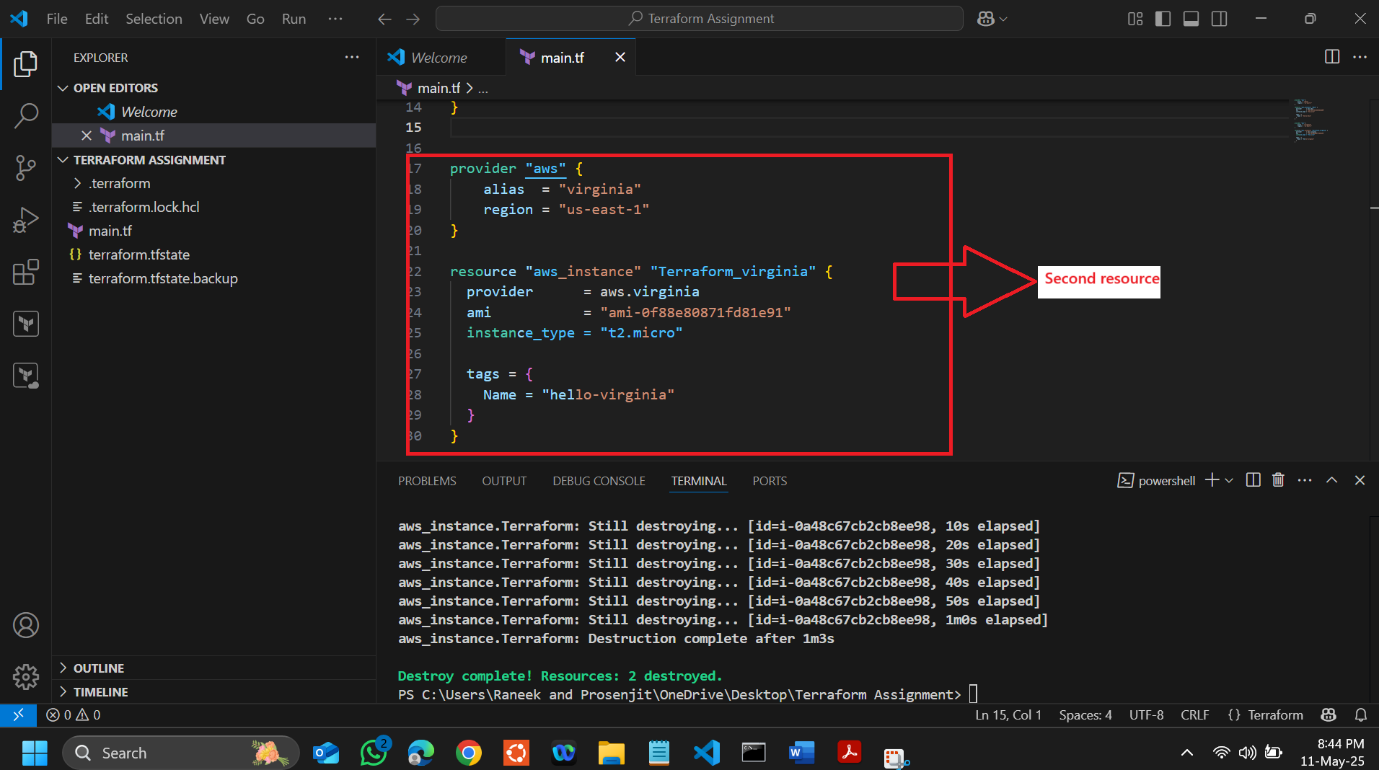 File Edit Selection View Go Run ...
Terraform Assignment
EXPLORER
OPEN EDITORS
Welcome
main.tf
TERRAFORM ASSIGNMENT
.terraform
.terraform.lock.hcl
main.tf
terraform.tfstate
terraform.tfstate.backup
OUTLINE
TIMELINE
Welcome
main.tf
main.tf > ...
14 }
15
16
17 provider "aws" {
18 alias = "virginia"
19 region = "us-east-1"
20 }
21
22 resource "aws_instance" "Terraform_virginia" {
23 provider = aws.virginia
24 ami = "ami-0f88e80871fd81e91"
25 instance_type = "t2.micro"
26
27 tags = {
28 Name = "hello-virginia"
29 }
30 }
Second resource
PROBLEMS OUTPUT DEBUG CONSOLE TERMINAL PORTS
powershell
aws_instance.Terraform: Still destroying... [id=i-0a48c67cb2cb8ee98, 10s elapsed]
aws_instance.Terraform: Still destroying... [id=i-0a48c67cb2cb8ee98, 20s elapsed]
aws_instance.Terraform: Still destroying... [id=i-0a48c67cb2cb8ee98, 30s elapsed]
aws_instance.Terraform: Still destroying... [id=i-0a48c67cb2cb8ee98, 40s elapsed]
aws_instance.Terraform: Still destroying... [id=i-0a48c67cb2cb8ee98, 50s elapsed]
aws_instance.Terraform: Still destroying... [id=i-0a48c67cb2cb8ee98, 1m0s elapsed]
aws_instance.Terraform: Destruction complete after 1m3s
Destroy complete! Resources: 2 destroyed.
PS C:\Users\Raneek and Prosenjit\OneDrive\Desktop\Terraform Assignment>
0 0
Ln 15, Col 1 Spaces: 4 UTF-8 CRLF {} Terraform
Search
2
8:44 PM
11-May-25